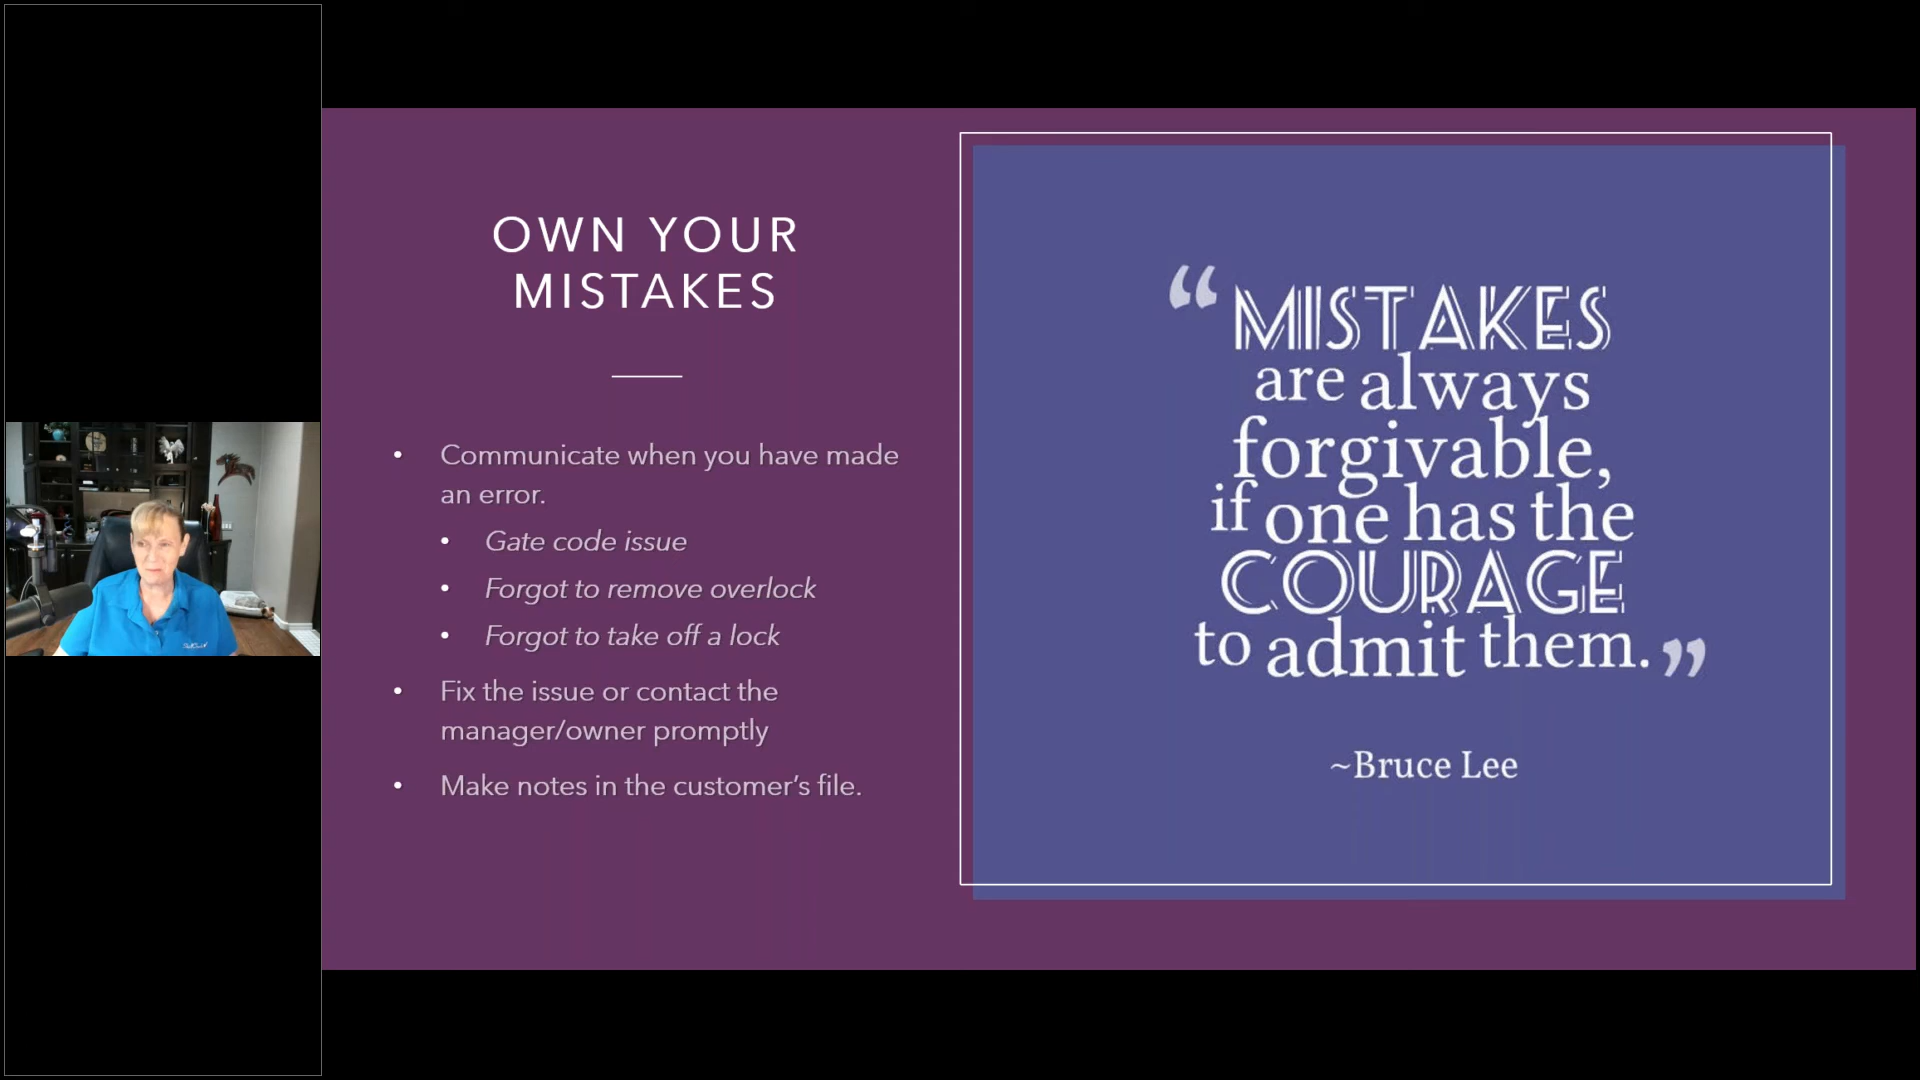 OWN YOUR
MISTAKES
• Communicate when you have made
an error.
• Gate code issue
• Forgot to remove overlock
• Forgot to take off a lock
• Fix the issue or contact the
manager/owner promptly
• Make notes in the customer’s file.
“MISTAKES
are always
forgivable,
if one has the
COURAGE
to admit them.”
~Bruce Lee